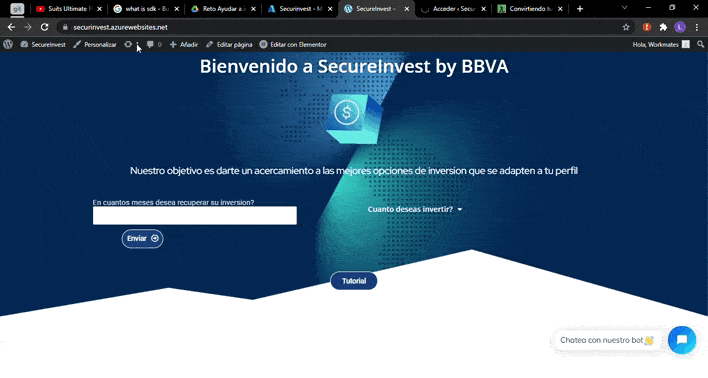 git
Suits Ultimate F
what is sdk - Bu
Reto Ayudar a :
Securinvest - M
SecureInvest –
Acceder ‹ Secu
Convirtiendo tu
securinvest.azurewebsites.net
SecureInvest
Personalizar
0
Añadir
Editar página
Editar con Elementor
Hola, Workmates
Bienvenido a SecureInvest by BBVA
Nuestro objetivo es darte un acercamiento a las mejores opciones de inversion que se adapten a tu perfil
En cuantos meses desea recuperar su inversion?
Cuanto deseas invertir?
Enviar
Tutorial
Chatea con nuestro bot👋